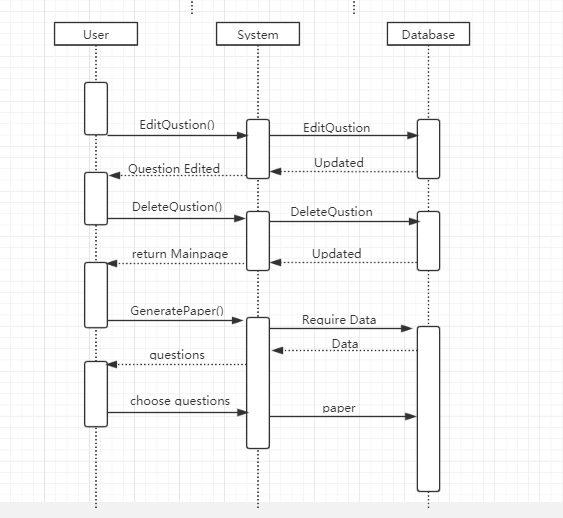 User
System
Database
EditQustion()
EditQustion
Updated
Question Edited
DeleteQustion()
DeleteQustion
return Mainpage
Updated
GeneratePaper()
Require Data
Data
questions
choose questions
paper